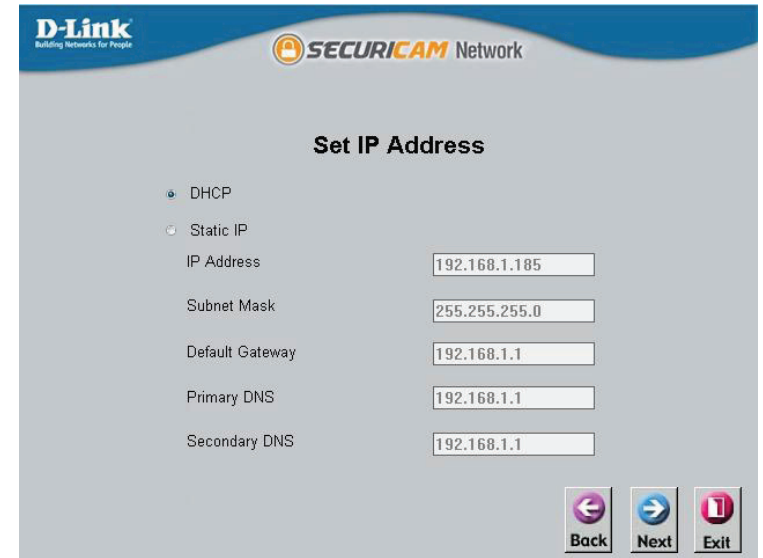 D-Link
Building Networks for People
SECURICAM Network
Set IP Address
DHCP
Static IP
IP Address 192.168.1.185
Subnet Mask 255.255.255.0
Default Gateway 192.168.1.1
Primary DNS 192.168.1.1
Secondary DNS 192.168.1.1
Back Next Exit